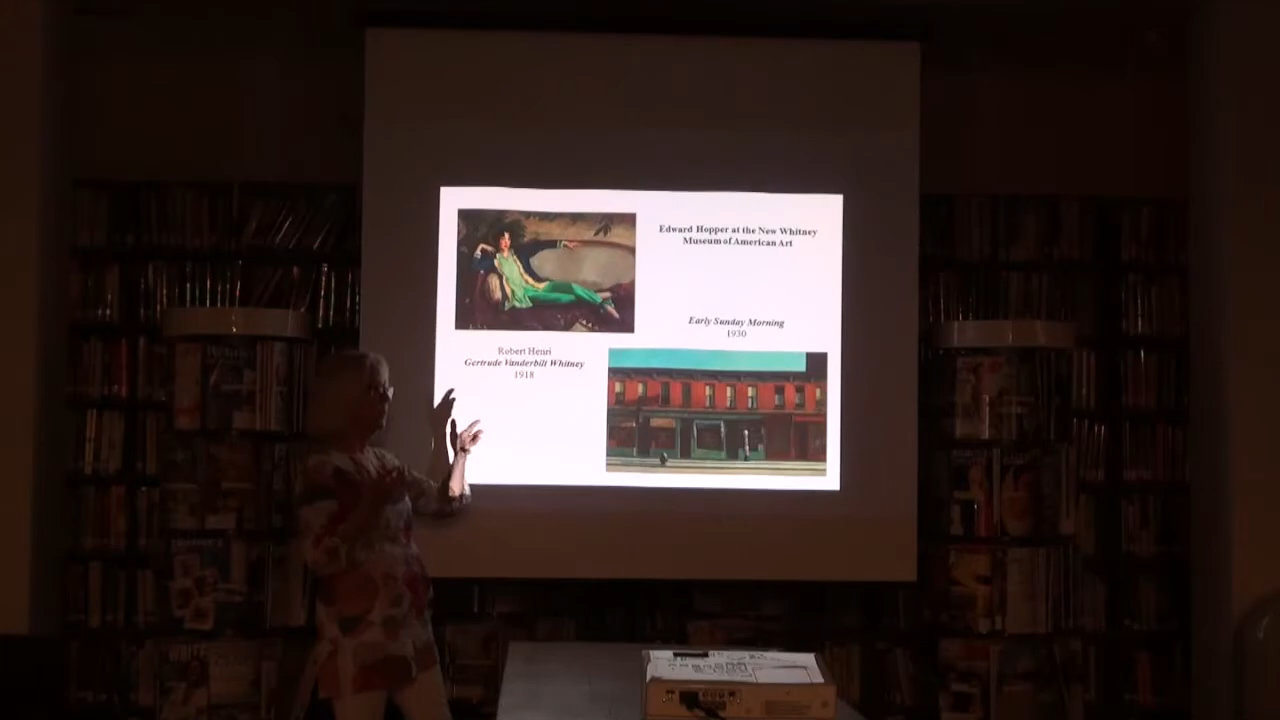 Edward Hopper at the New Whitney
Museum of American Art
Early Sunday Morning
1930
Robert Henri
Gertrude Vanderbilt Whitney
1918